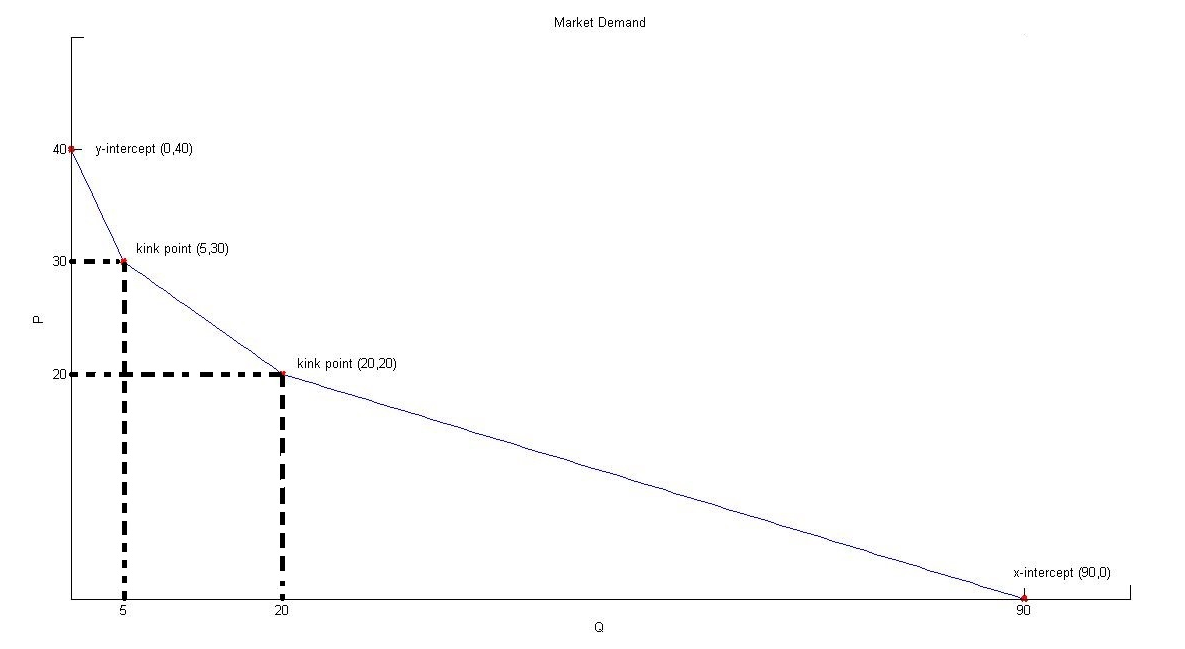 Market Demand
40
y-intercept (0,40)
kink point (5,30)
30
P
kink point (20,20)
20
x-intercept (90,0)
5
20
90
Q